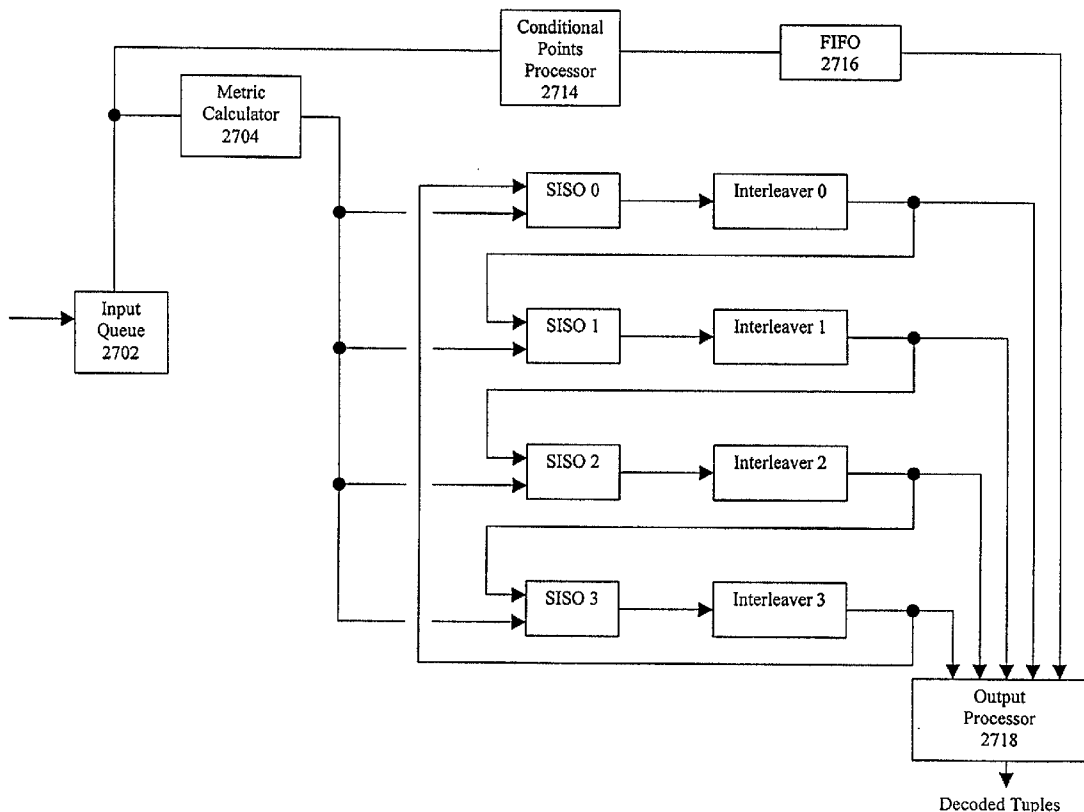 Conditional
Points
Processor
2714
FIFO
2716
Metric
Calculator
2704
SISO 0
Interleaver 0
Input
Queue
2702
SISO 1
Interleaver 1
SISO 2
Interleaver 2
SISO 3
Interleaver 3
Output
Processor
2718
Decoded Tuples